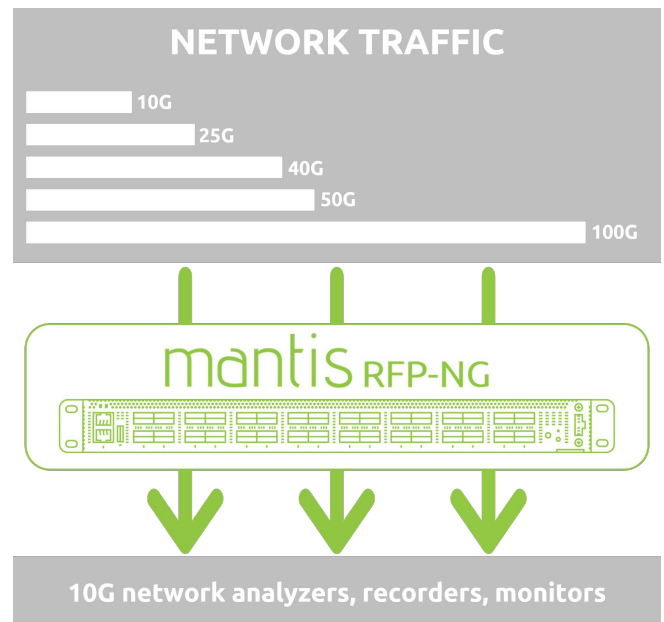 NETWORK TRAFFIC
10G
25G
40G
50G
100G
mantis RFP-NG
10G network analyzers, recorders, monitors